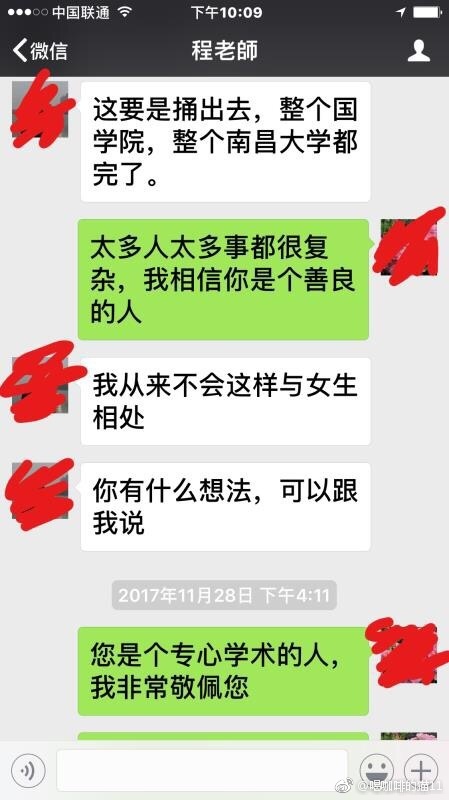 中国联通
下午10:09
微信
程老師
这要是捅出去，整个国
学院，整个南昌大学都
完了。
太多人太多事都很复
杂，我相信你是个善良
的人
我从来不会这样与女生
相处
你有什么想法，可以跟
我说
2017年11月28日 下午4:11
您是个专心学术的人，
我非常敬佩您
@喂咖啡的猫11